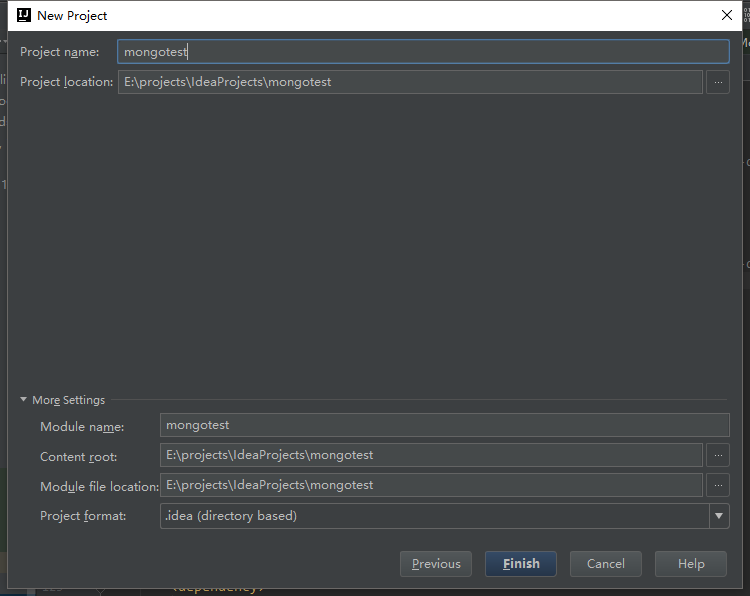 New Project
Project name: mongotest
Project location: E:\projects\IdeaProjects\mongotest ...
More Settings
Module name: mongotest
Content root: E:\projects\IdeaProjects\mongotest ...
Module file location: E:\projects\IdeaProjects\mongotest ...
Project format: .idea (directory based)
Previous Finish Cancel Help